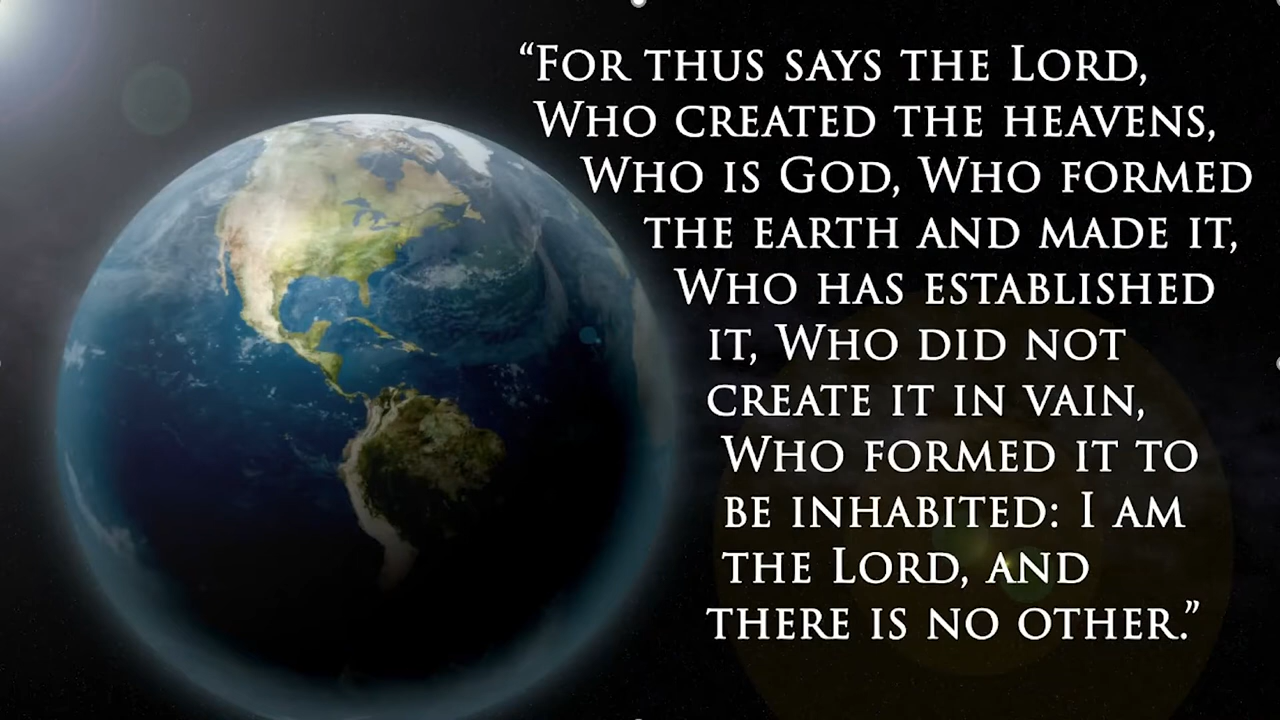 “For thus says the Lord,
Who created the heavens,
Who is God, Who formed
the earth and made it,
Who has established
it, Who did not
create it in vain,
Who formed it to
be inhabited: I am
the Lord, and
there is no other.”